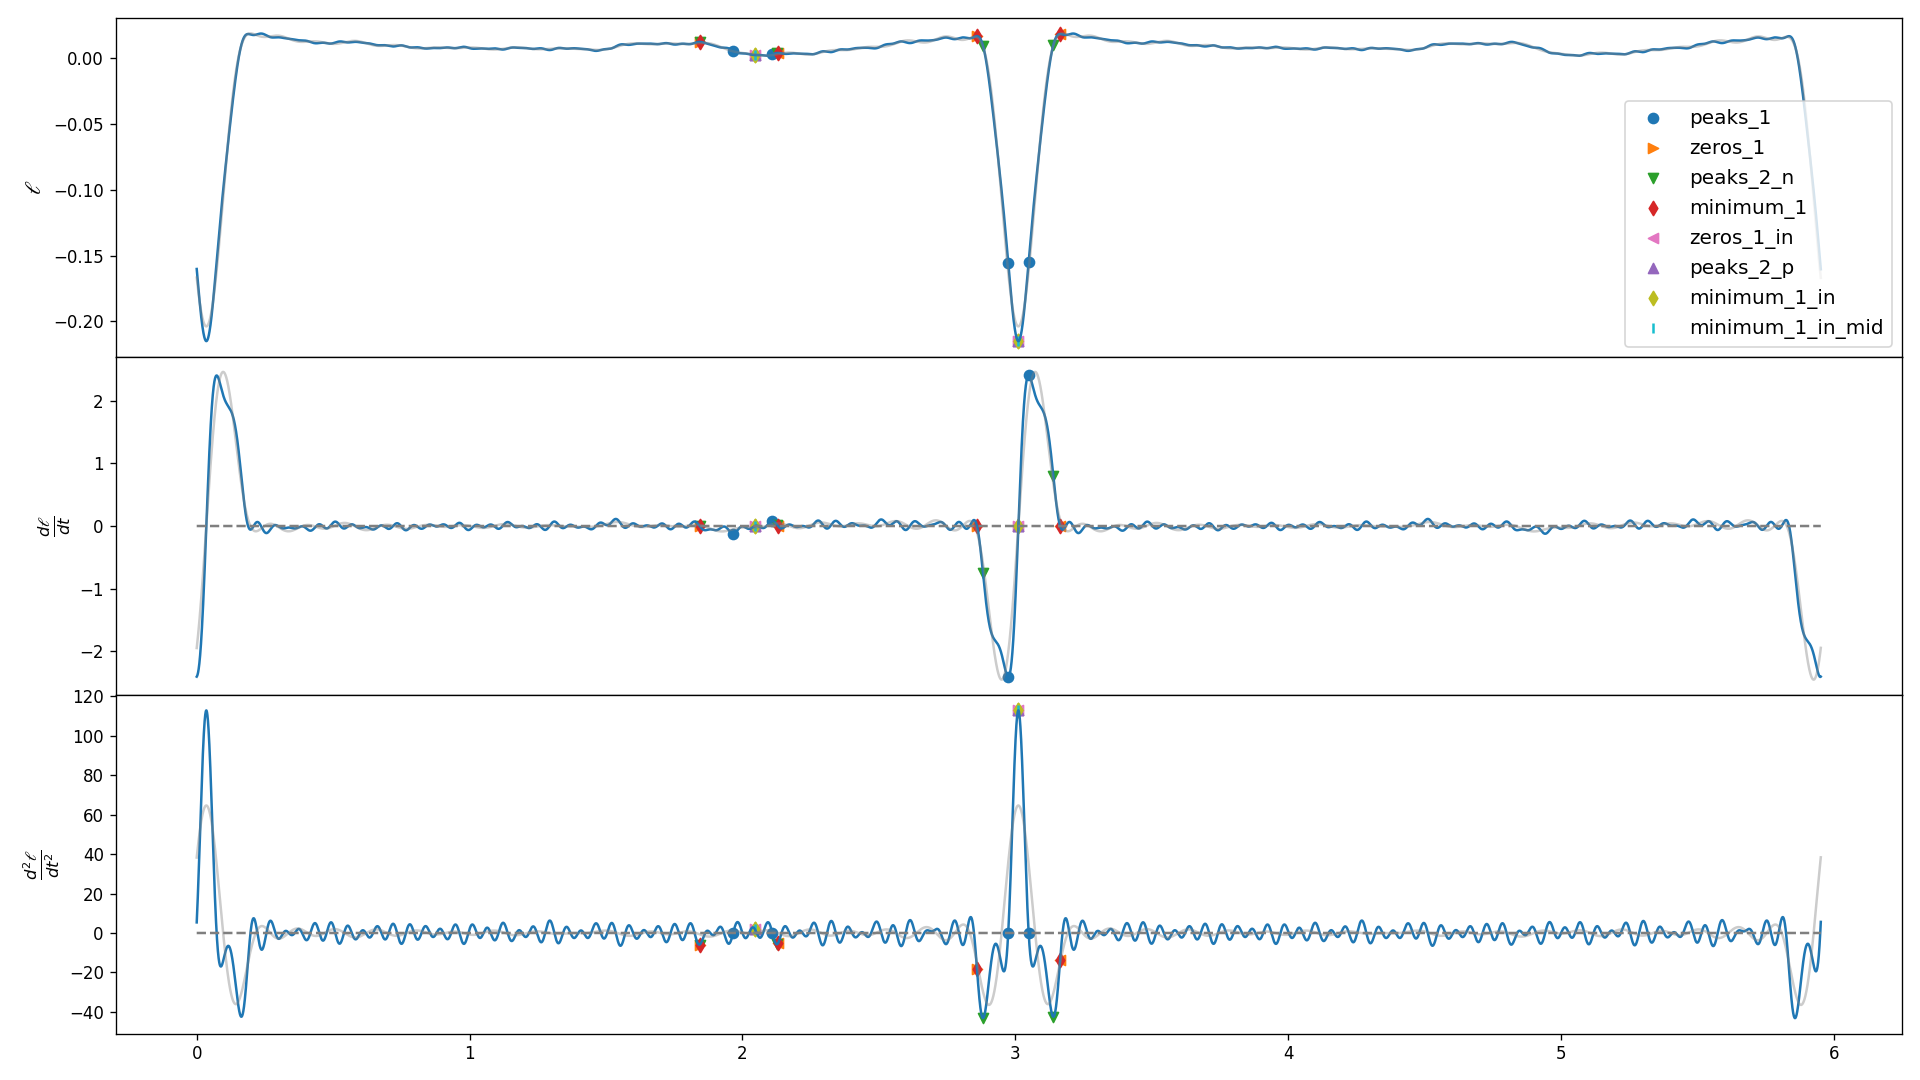 0.00
−0.05
−0.10
−0.15
−0.20
ℓ
peaks_1
zeros_1
peaks_2_n
minimum_1
zeros_1_in
peaks_2_p
minimum_1_in
minimum_1_in_mid
2
1
0
−1
−2
dℓ
dt
120
100
80
60
40
20
0
−20
−40
d²ℓ
dt²
0 1 2 3 4 5 6